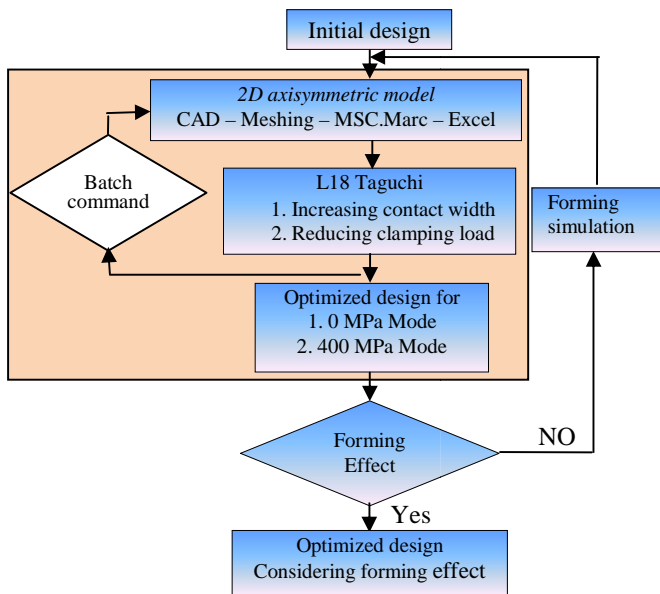 Initial design
2D axisymmetric model
CAD – Meshing – MSC.Marc – Excel
Batch
command
L18 Taguchi
1. Increasing contact width
2. Reducing clamping load
Forming
simulation
Optimized design for
1. 0 MPa Mode
2. 400 MPa Mode
Forming
Effect
NO
Yes
Optimized design
Considering forming effect